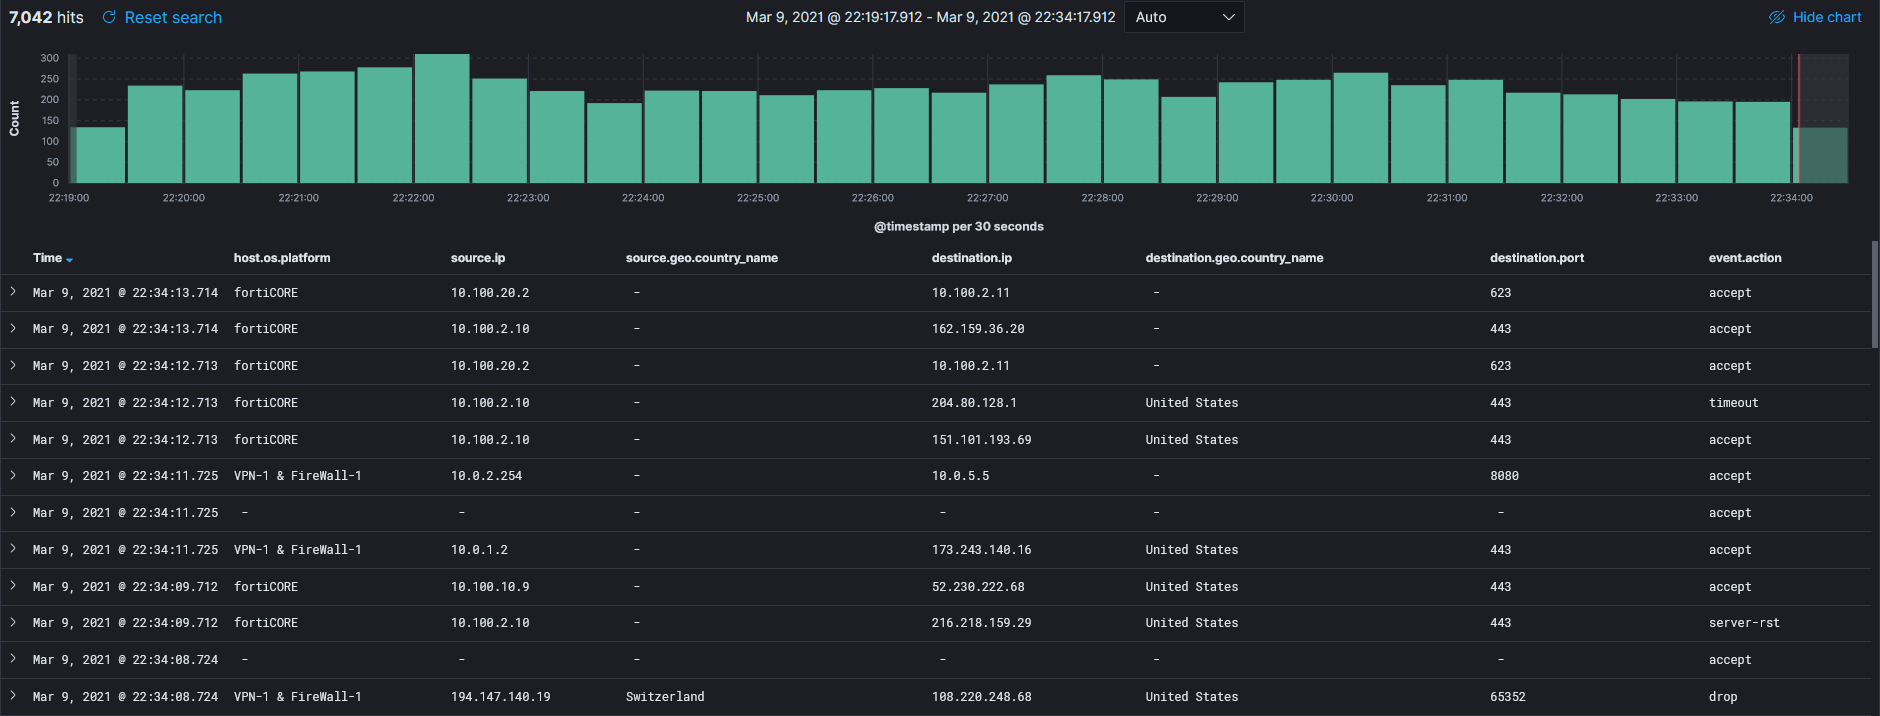 7,042 hits Reset search Mar 9, 2021 @ 22:19:17.912 - Mar 9, 2021 @ 22:34:17.912 Auto Hide chart
Count
300
250
200
150
100
50
0
22:19:00 22:20:00 22:21:00 22:22:00 22:23:00 22:24:00 22:25:00 22:26:00 22:27:00 22:28:00 22:29:00 22:30:00 22:31:00 22:32:00 22:33:00 22:34:00
@timestamp per 30 seconds
Time host.os.platform source.ip source.geo.country_name destination.ip destination.geo.country_name destination.port event.action
Mar 9, 2021 @ 22:34:13.714 fortiCORE 10.100.20.2 - 10.100.2.11 - 623 accept
Mar 9, 2021 @ 22:34:13.714 fortiCORE 10.100.2.10 - 162.159.36.20 - 443 accept
Mar 9, 2021 @ 22:34:12.713 fortiCORE 10.100.20.2 - 10.100.2.11 - 623 accept
Mar 9, 2021 @ 22:34:12.713 fortiCORE 10.100.2.10 - 204.80.128.1 United States 443 timeout
Mar 9, 2021 @ 22:34:12.713 fortiCORE 10.100.2.10 - 151.101.193.69 United States 443 accept
Mar 9, 2021 @ 22:34:11.725 VPN-1 & FireWall-1 10.0.2.254 - 10.0.5.5 - 8080 accept
Mar 9, 2021 @ 22:34:11.725 - - - - - - accept
Mar 9, 2021 @ 22:34:11.725 VPN-1 & FireWall-1 10.0.1.2 - 173.243.140.16 United States 443 accept
Mar 9, 2021 @ 22:34:09.712 fortiCORE 10.100.10.9 - 52.230.222.68 United States 443 accept
Mar 9, 2021 @ 22:34:09.712 fortiCORE 10.100.2.10 - 216.218.159.29 United States 443 server-rst
Mar 9, 2021 @ 22:34:08.724 - - - - - - accept
Mar 9, 2021 @ 22:34:08.724 VPN-1 & FireWall-1 194.147.140.19 Switzerland 108.220.248.68 United States 65352 drop